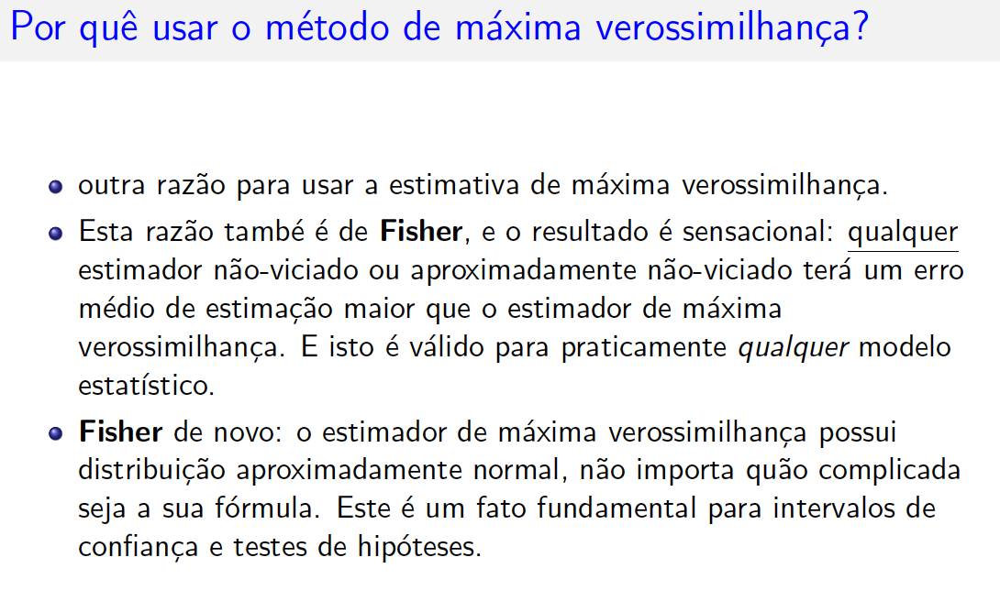 Por quê usar o método de máxima verossimilhança?
outra razão para usar a estimativa de máxima verossimilhança.
Esta razão també é de Fisher, e o resultado é sensacional: qualquer
estimador não-viciado ou aproximadamente não-viciado terá um erro
médio de estimação maior que o estimador de máxima
verossimilhança. E isto é válido para praticamente qualquer modelo
estatístico.
Fisher de novo: o estimador de máxima verossimilhança possui
distribuição aproximadamente normal, não importa quão complicada
seja a sua fórmula. Este é um fato fundamental para intervalos de
confiança e testes de hipóteses.